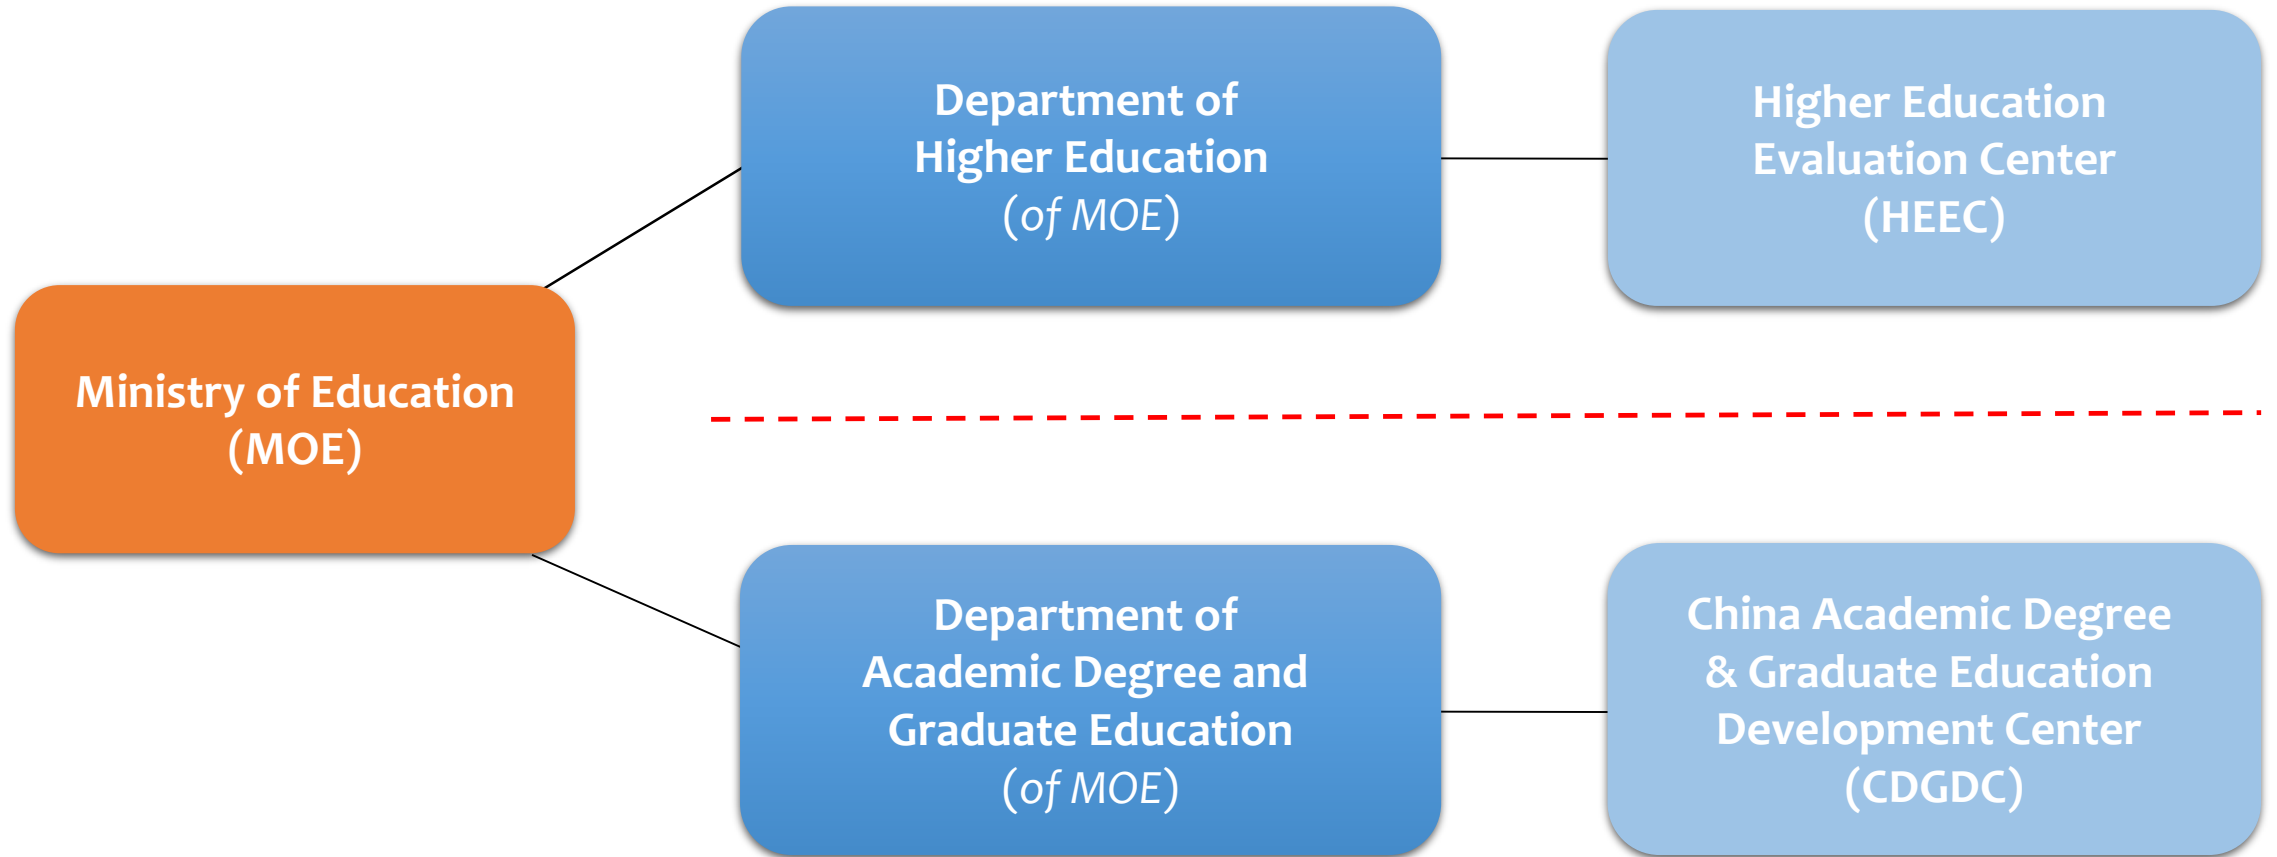 Department of
Higher Education
(of MOE)
Higher Education
Evaluation Center
(HEEC)
Ministry of Education
(MOE)
Department of
Academic Degree and
Graduate Education
(of MOE)
China Academic Degree
& Graduate Education
Development Center
(CDGDC)